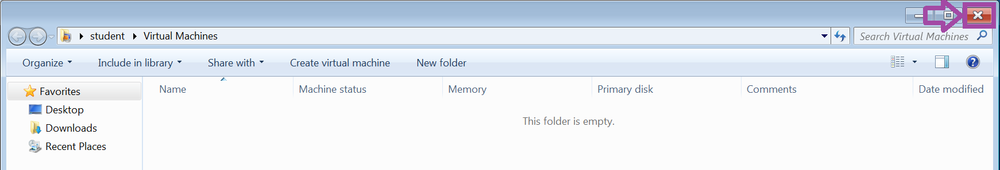 student Virtual Machines Search Virtual Machines
Organize Include in library Share with Create virtual machine New folder
Favorites Name Machine status Memory Primary disk Comments Date modified
Desktop
This folder is empty.
Downloads
Recent Places